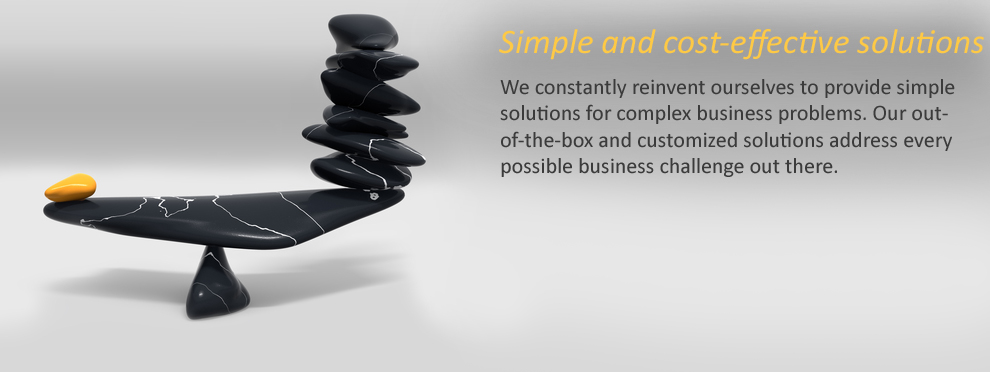 Simple and cost-effective solutions
We constantly reinvent ourselves to provide simple
solutions for complex business problems. Our out-
of-the-box and customized solutions address every
possible business challenge out there.